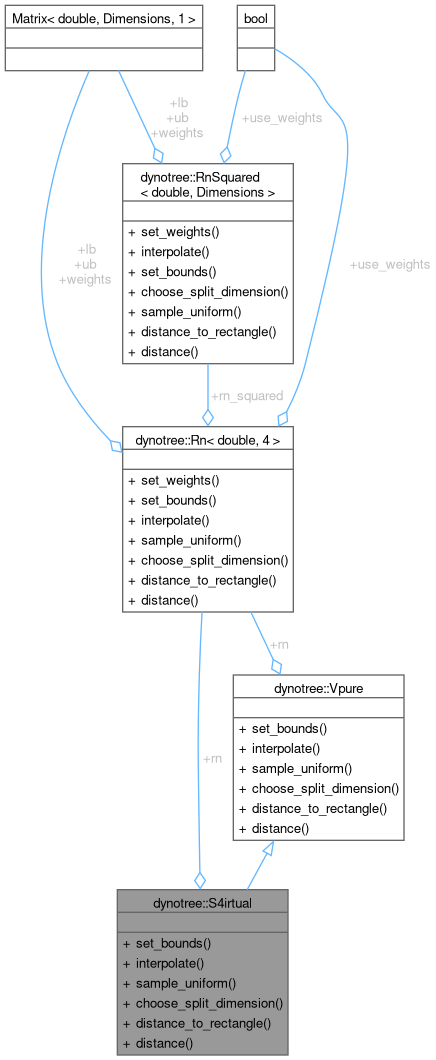 Matrix< double, Dimensions, 1 >
bool
+lb
+ub
+weights
+use_weights
dynotree::RnSquared
< double, Dimensions >
+ set_weights()
+ interpolate()
+ set_bounds()
+ choose_split_dimension()
+ sample_uniform()
+ distance_to_rectangle()
+ distance()
+lb
+ub
+weights
+use_weights
+rn_squared
dynotree::Rn< double, 4 >
+ set_weights()
+ set_bounds()
+ interpolate()
+ sample_uniform()
+ choose_split_dimension()
+ distance_to_rectangle()
+ distance()
+rn
dynotree::Vpure
+ set_bounds()
+ interpolate()
+ sample_uniform()
+ choose_split_dimension()
+ distance_to_rectangle()
+ distance()
+rn
dynotree::S4irtual
+ set_bounds()
+ interpolate()
+ sample_uniform()
+ choose_split_dimension()
+ distance_to_rectangle()
+ distance()